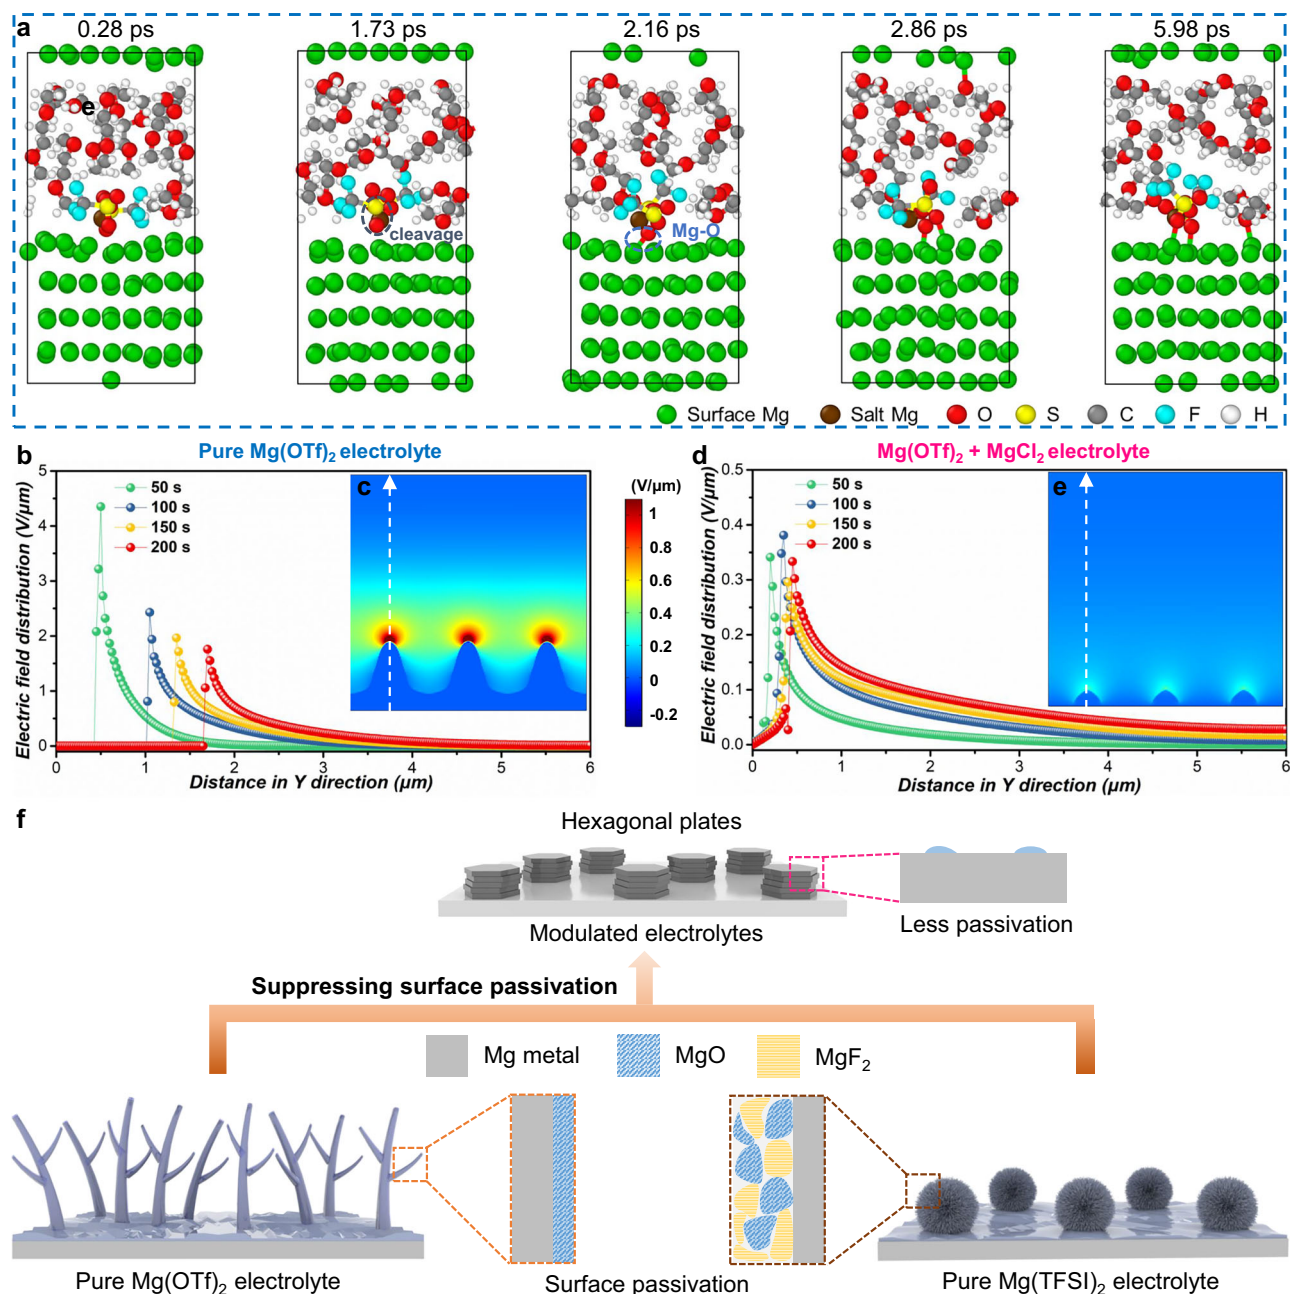 a
0.28 ps
1.73 ps
2.16 ps
2.86 ps
5.98 ps
e
cleavage
Mg-O
Surface Mg
Salt Mg
O
S
C
F
H
b
Pure Mg(OTf)₂ electrolyte
Electric field distribution (V/µm)
5
4
3
2
1
0
50 s
100 s
150 s
200 s
c
0
1
2
3
4
5
6
Distance in Y direction (µm)
(V/µm)
1
0.8
0.6
0.4
0.2
0
-0.2
d
Mg(OTf)₂ + MgCl₂ electrolyte
Electric field distribution (V/µm)
0.5
0.4
0.3
0.2
0.1
0.0
50 s
100 s
150 s
200 s
e
0
1
2
3
4
5
6
Distance in Y direction (µm)
f
Hexagonal plates
Modulated electrolytes
Less passivation
Suppressing surface passivation
Mg metal
MgO
MgF₂
Pure Mg(OTf)₂ electrolyte
Surface passivation
Pure Mg(TFSI)₂ electrolyte